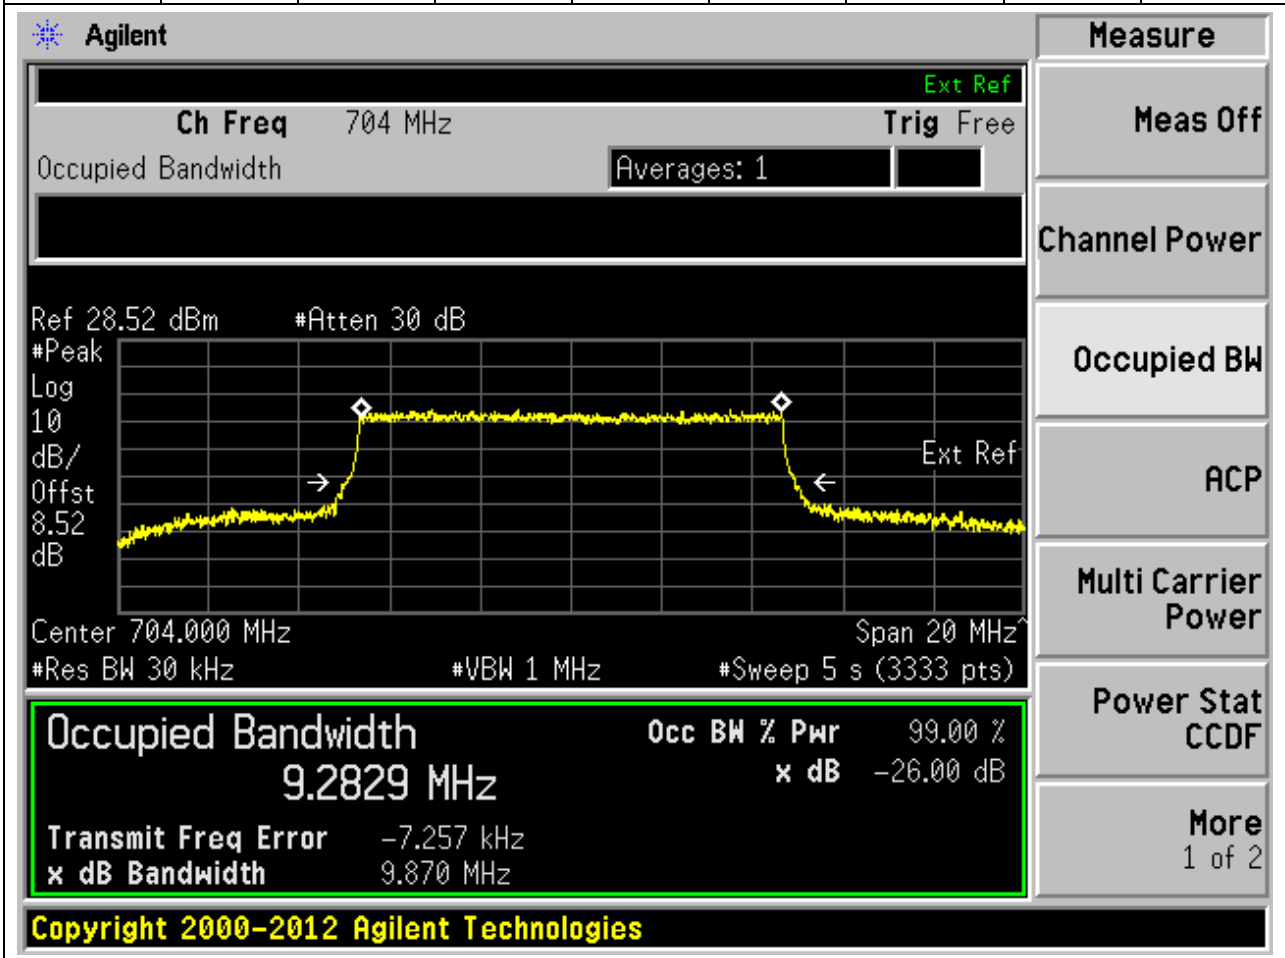 Agilent
Measure
Ext Ref
Ch Freq 704 MHz Trig Free
Occupied Bandwidth Averages: 1
Ref 28.52 dBm #Atten 30 dB
#Peak
Log
10
dB/
Offst
8.52
dB
Ext Ref
Center 704.000 MHz Span 20 MHz^
#Res BW 30 kHz #VBW 1 MHz #Sweep 5 s (3333 pts)
Occupied Bandwidth
9.2829 MHz
Occ BW % Pwr 99.00 %
x dB -26.00 dB
Transmit Freq Error -7.257 kHz
x dB Bandwidth 9.870 MHz
Meas Off
Channel Power
Occupied BW
ACP
Multi Carrier
Power
Power Stat
CCDF
More
1 of 2
Copyright 2000-2012 Agilent Technologies